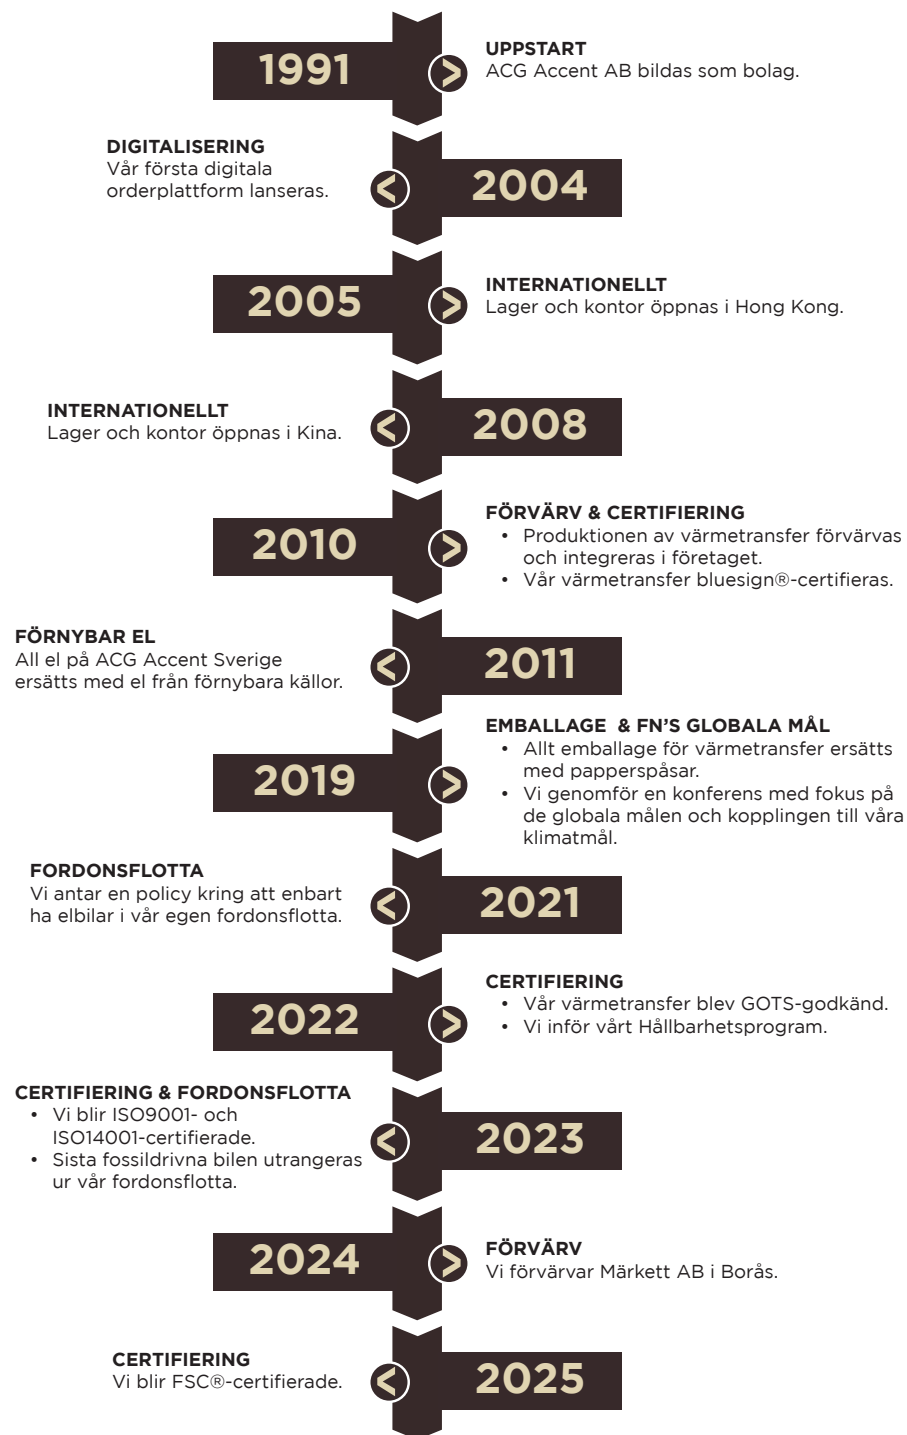 1991
UPPSTART
ACG Accent AB bildas som bolag.
DIGITALISERING
Vår första digitala
orderplattform lanseras.
2004
2005
INTERNATIONELLT
Lager och kontor öppnas i Hong Kong.
INTERNATIONELLT
Lager och kontor öppnas i Kina.
2008
2010
FÖRVÄRV & CERTIFIERING
• Produktionen av värmetransfer förvärvas
och integreras i företaget.
• Vår värmetransfer bluesign®-certifieras.
FÖRNYBAR EL
All el på ACG Accent Sverige
ersätts med el från förnybara källor.
2011
2019
EMBALLAGE & FN’S GLOBALA MÅL
• Allt emballage för värmetransfer ersätts
med papperspåsar.
• Vi genomför en konferens med fokus på
de globala målen och kopplingen till våra
klimatmål.
FORDONSFLOTTA
Vi antar en policy kring att enbart
ha elbilar i vår egen fordonsflotta.
2021
2022
CERTIFIERING
• Vår värmetransfer blev GOTS-godkänd.
• Vi inför vårt Hållbarhetsprogram.
CERTIFIERING & FORDONSFLOTTA
• Vi blir ISO9001- och
ISO14001-certifierade.
• Sista fossildrivna bilen utrangeras
ur vår fordonsflotta.
2023
2024
FÖRVÄRV
Vi förvärvar Märkett AB i Borås.
CERTIFIERING
Vi blir FSC®-certifierade.
2025